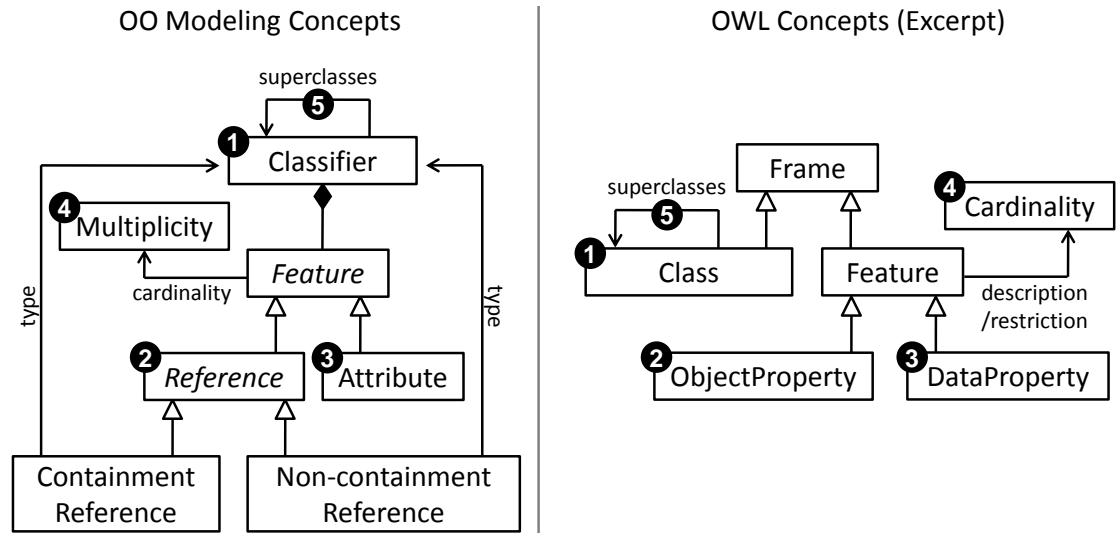 OO Modeling Concepts
superclasses
5
1
Classifier
4
Multiplicity
Feature
cardinality
type
type
2
Reference
3
Attribute
Containment
Reference
Non-containment
Reference
OWL Concepts (Excerpt)
Frame
superclasses
5
4
Cardinality
1
Class
Feature
description
/restriction
2
ObjectProperty
3
DataProperty